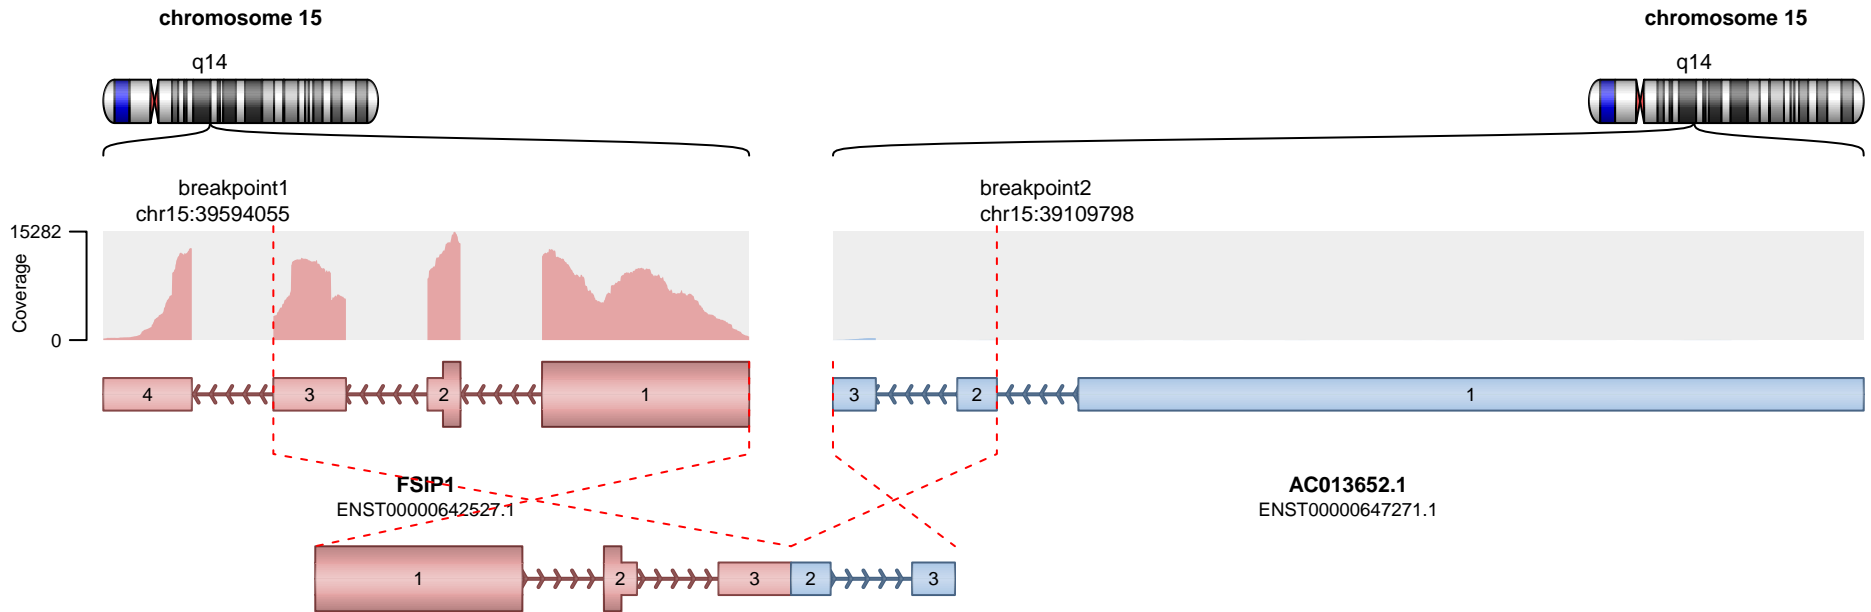 chromosome 15
chromosome 15
q14
q14
breakpoint1
chr15:39594055
breakpoint2
chr15:39109798
15282
Coverage
0
4
3
2
1
3
2
1
FSIP1
ENST00000642527.1
AC013652.1
ENST00000647271.1
1
2
3
2
3